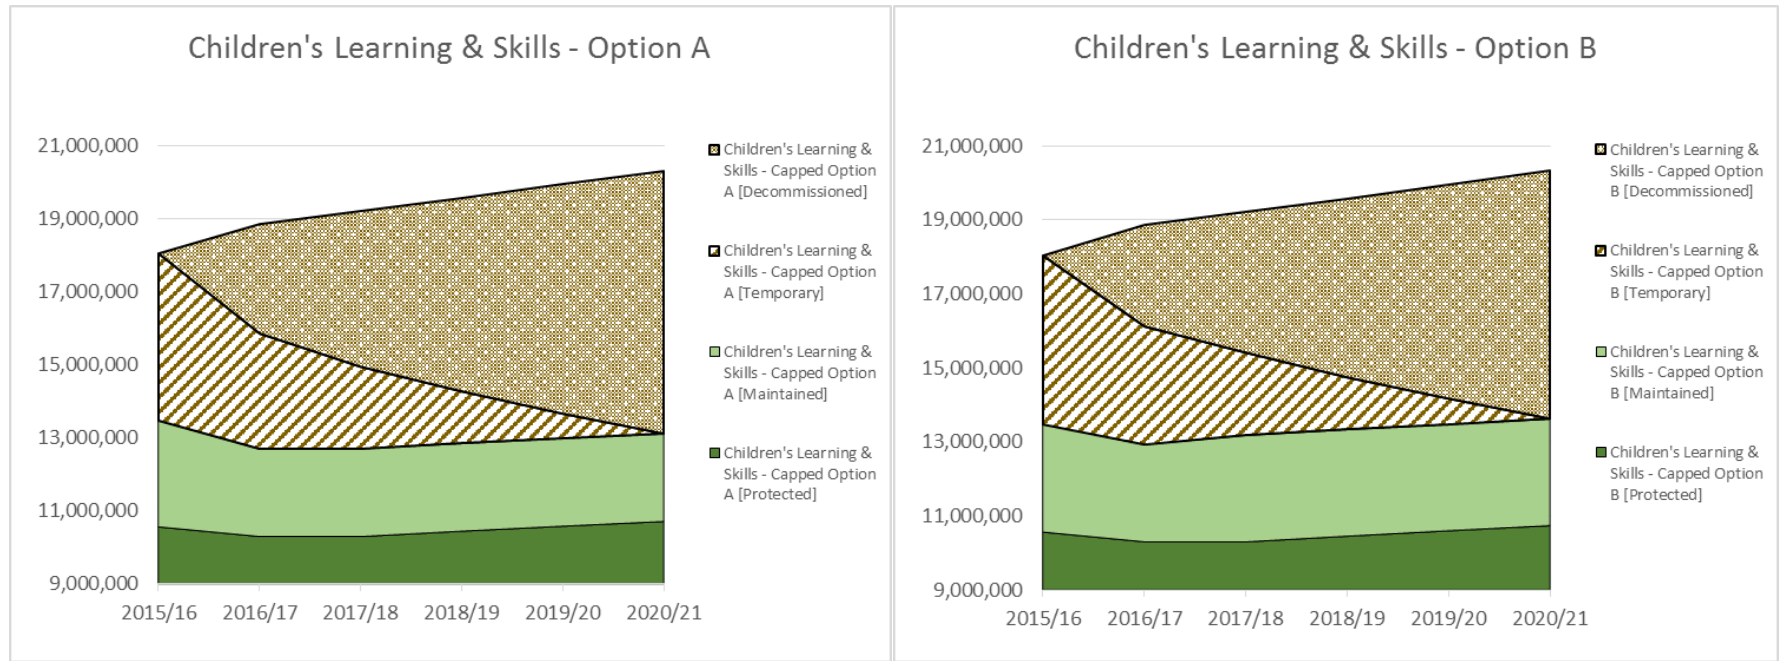 Children's Learning & Skills - Option A
21,000,000
19,000,000
17,000,000
15,000,000
13,000,000
11,000,000
9,000,000
2015/16 2016/17 2017/18 2018/19 2019/20 2020/21
Children's Learning &
Skills - Capped Option
A [Decommissioned]
Children's Learning &
Skills - Capped Option
A [Temporary]
Children's Learning &
Skills - Capped Option
A [Maintained]
Children's Learning &
Skills - Capped Option
A [Protected]
Children's Learning & Skills - Option B
21,000,000
19,000,000
17,000,000
15,000,000
13,000,000
11,000,000
9,000,000
2015/16 2016/17 2017/18 2018/19 2019/20 2020/21
Children's Learning &
Skills - Capped Option
B [Decommissioned]
Children's Learning &
Skills - Capped Option
B [Temporary]
Children's Learning &
Skills - Capped Option
B [Maintained]
Children's Learning &
Skills - Capped Option
B [Protected]